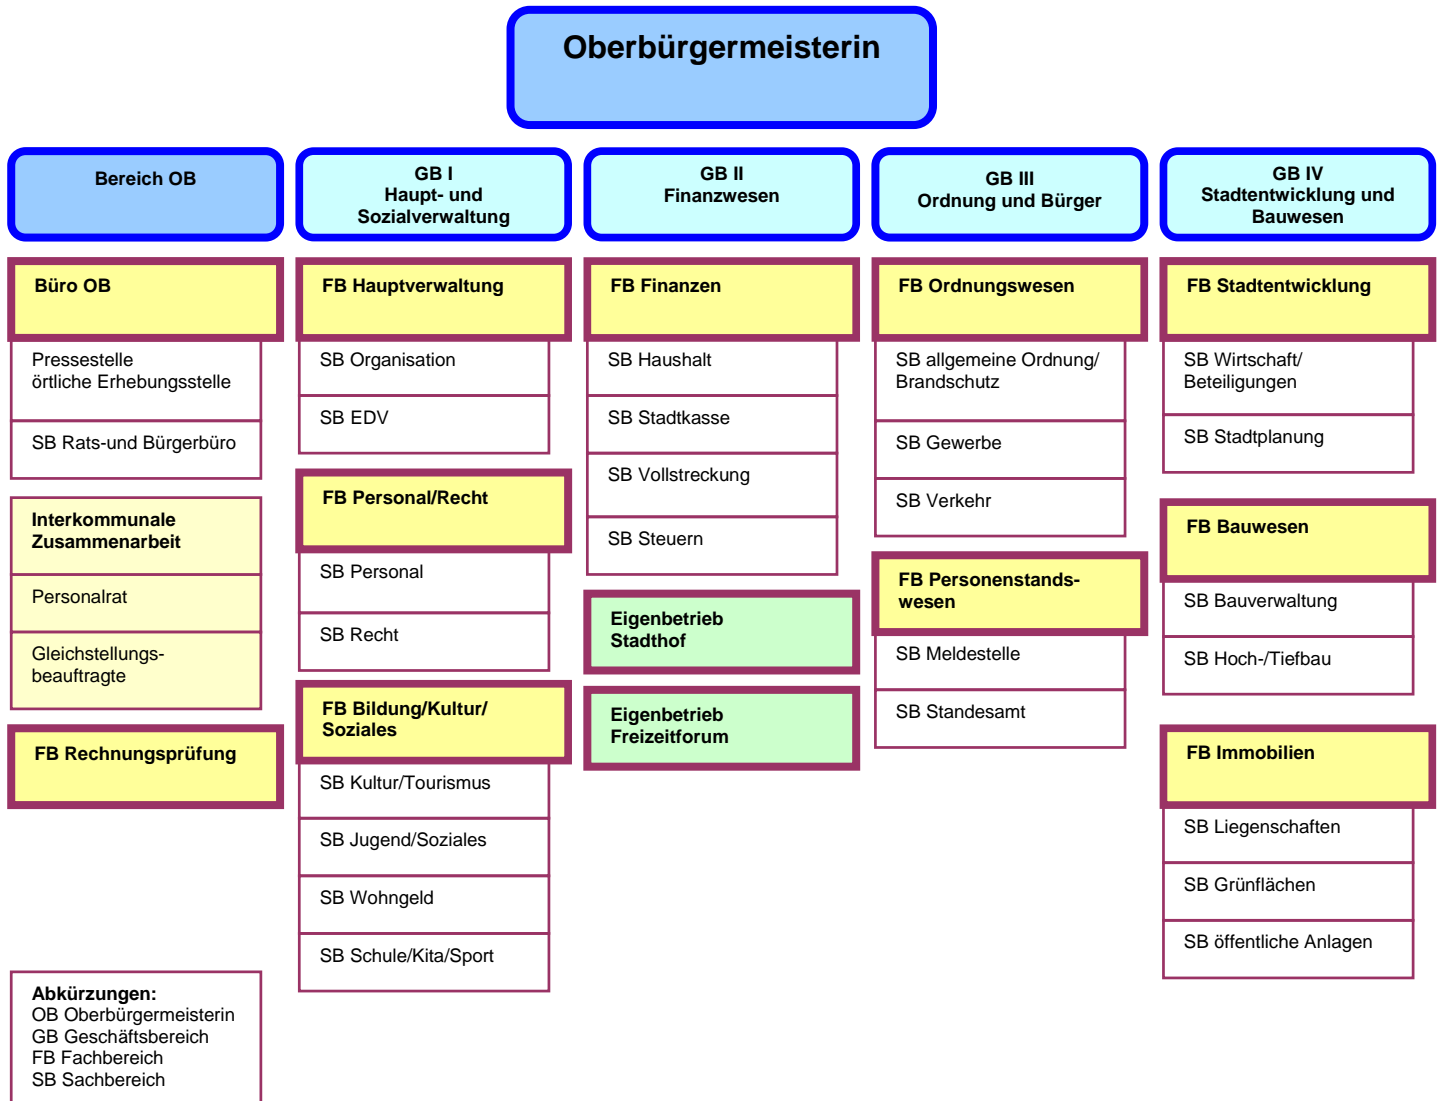 Oberbürgermeisterin
Bereich OB
GB I
Haupt- und
Sozialverwaltung
GB II
Finanzwesen
GB III
Ordnung und Bürger
GB IV
Stadtentwicklung und
Bauwesen
Büro OB
Pressestelle
örtliche Erhebungsstelle
SB Rats-und Bürgerbüro
Interkommunale
Zusammenarbeit
Personalrat
Gleichstellungs-
beauftragte
FB Rechnungsprüfung
FB Hauptverwaltung
SB Organisation
SB EDV
FB Personal/Recht
SB Personal
SB Recht
FB Bildung/Kultur/
Soziales
SB Kultur/Tourismus
SB Jugend/Soziales
SB Wohngeld
SB Schule/Kita/Sport
FB Finanzen
SB Haushalt
SB Stadtkasse
SB Vollstreckung
SB Steuern
Eigenbetrieb
Stadthof
Eigenbetrieb
Freizeitforum
FB Ordnungswesen
SB allgemeine Ordnung/
Brandschutz
SB Gewerbe
SB Verkehr
FB Personenstands-
wesen
SB Meldestelle
SB Standesamt
FB Stadtentwicklung
SB Wirtschaft/
Beteiligungen
SB Stadtplanung
FB Bauwesen
SB Bauverwaltung
SB Hoch-/Tiefbau
FB Immobilien
SB Liegenschaften
SB Grünflächen
SB öffentliche Anlagen
Abkürzungen:
OB Oberbürgermeisterin
GB Geschäftsbereich
FB Fachbereich
SB Sachbereich